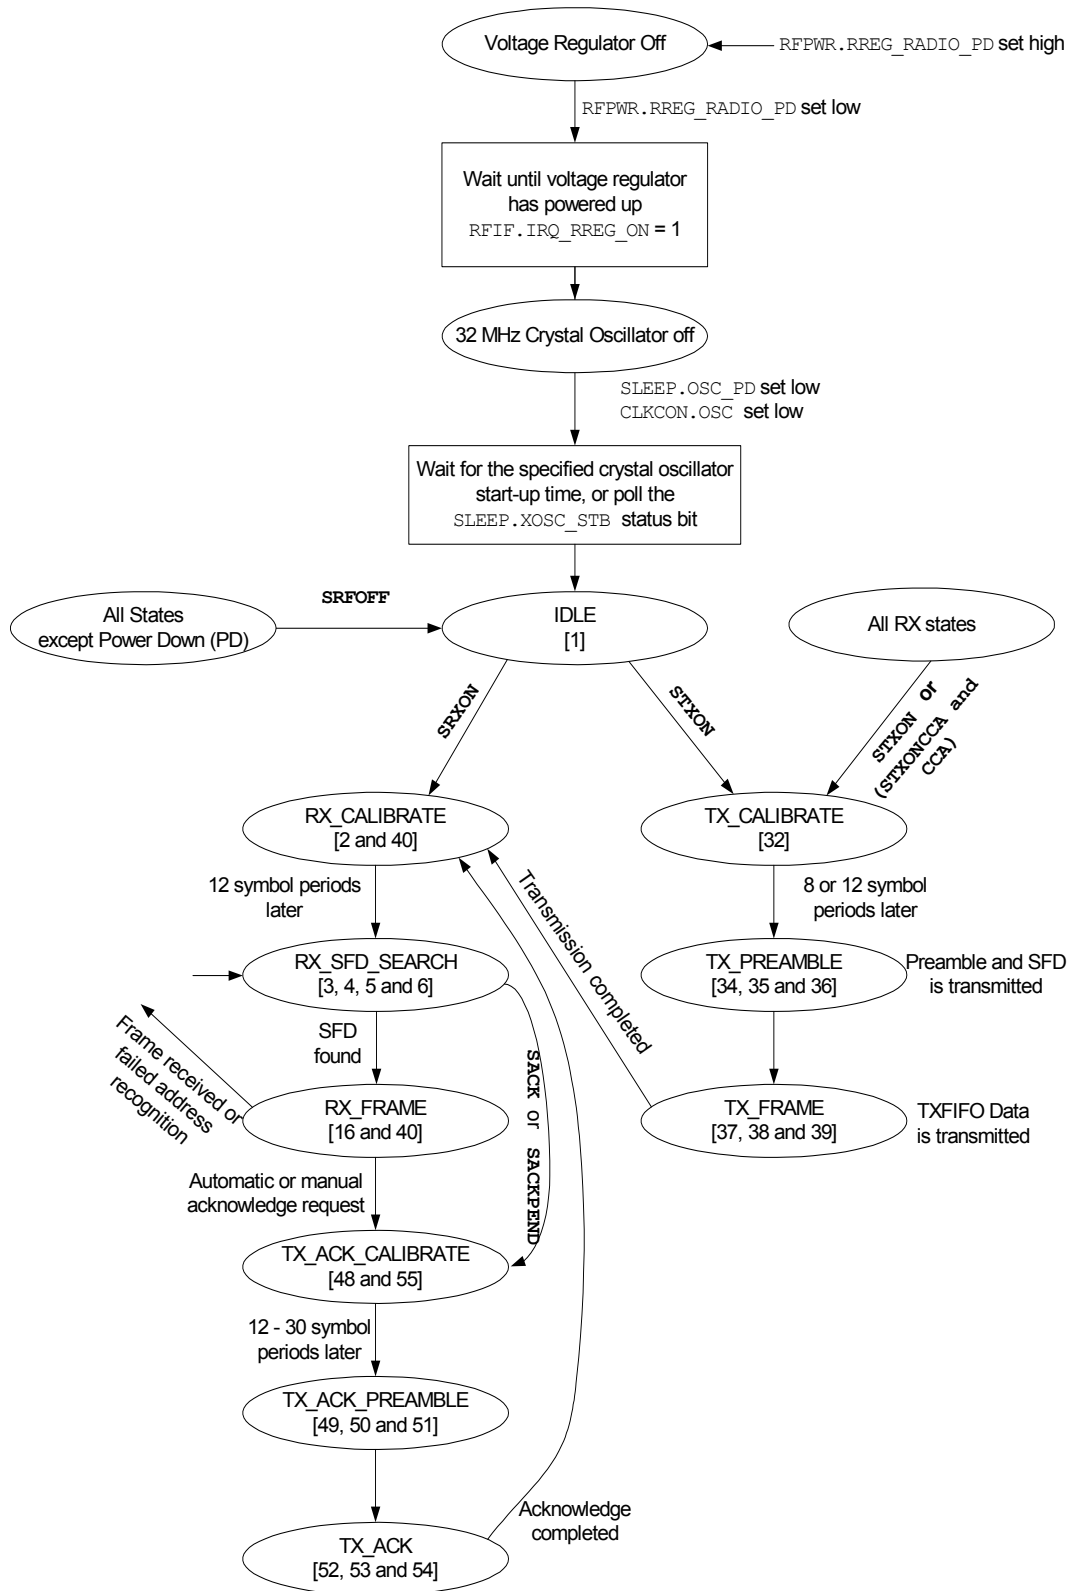 Voltage Regulator Off
RFPWR.RREG_RADIO_PD set high
RFPWR.RREG_RADIO_PD set low
Wait until voltage regulator
has powered up
RFIF.IRQ_RREG_ON = 1
32 MHz Crystal Oscillator off
SLEEP.OSC_PD set low
CLKCON.OSC set low
Wait for the specified crystal oscillator
start-up time, or poll the
SLEEP.XOSC_STB status bit
All States
except Power Down (PD)
SRFOFF
IDLE
[1]
All RX states
SRXON
STXON
STXON or
(STXONCCA and
CCA)
RX_CALIBRATE
[2 and 40]
TX_CALIBRATE
[32]
12 symbol periods
later
Transmission completed
8 or 12 symbol
periods later
RX_SFD_SEARCH
[3, 4, 5 and 6]
TX_PREAMBLE
[34, 35 and 36]
Preamble and SFD
is transmitted
Frame received or
failed address
recognition
SFD
found
SACK or SACKPEND
RX_FRAME
[16 and 40]
TX_FRAME
[37, 38 and 39]
TXFIFO Data
is transmitted
Automatic or manual
acknowledge request
TX_ACK_CALIBRATE
[48 and 55]
12 - 30 symbol
periods later
TX_ACK_PREAMBLE
[49, 50 and 51]
Acknowledge
completed
TX_ACK
[52, 53 and 54]